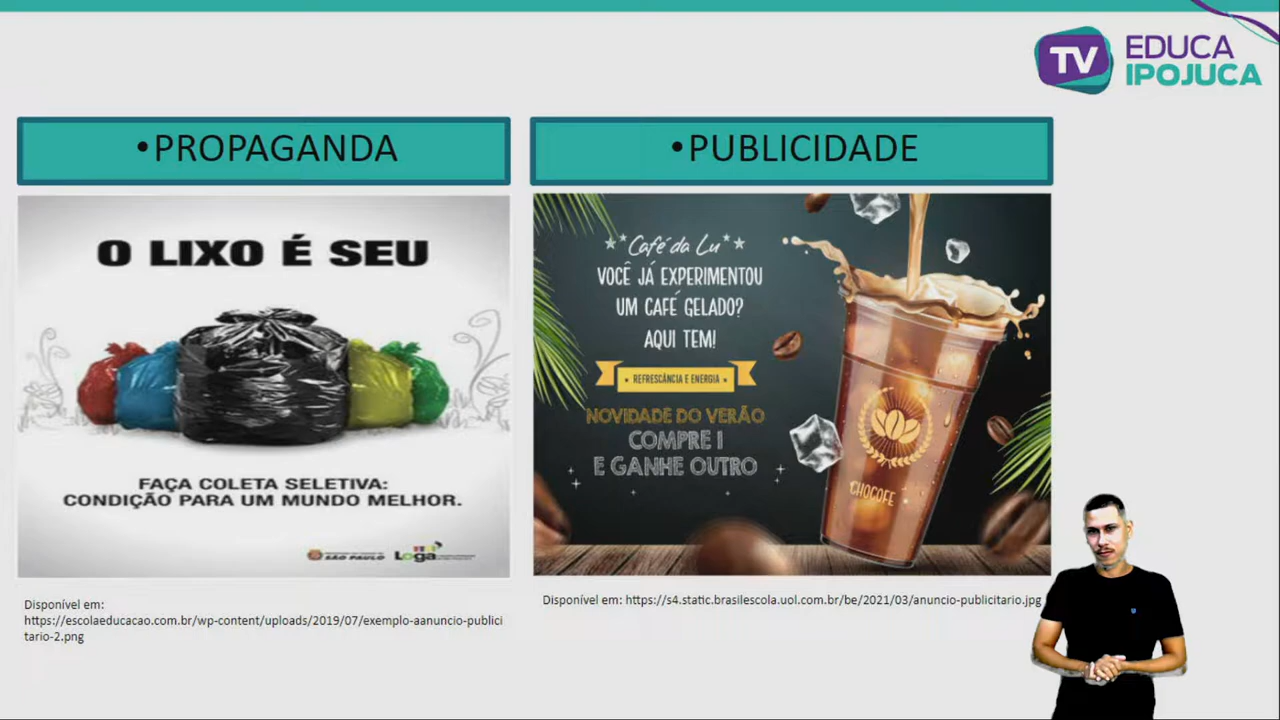 TV EDUCA
IPOJUCA
•PROPAGANDA
•PUBLICIDADE
O LIXO É SEU
FAÇA COLETA SELETIVA:
CONDIÇÃO PARA UM MUNDO MELHOR.
SÃO PAULO
Loga
Disponível em:
https://escolaeducacao.com.br/wp-content/uploads/2019/07/exemplo-aanuncio-publici
tario-2.png
Café da Lu
VOCÊ JÁ EXPERIMENTOU
UM CAFÉ GELADO?
AQUI TEM!
• REFRESCÂNCIA E ENERGIA •
NOVIDADE DO VERÃO
COMPRE 1
E GANHE OUTRO
CHOCOFE
Disponível em: https://s4.static.brasilescola.uol.com.br/be/2021/03/anuncio-publicitario.jpg